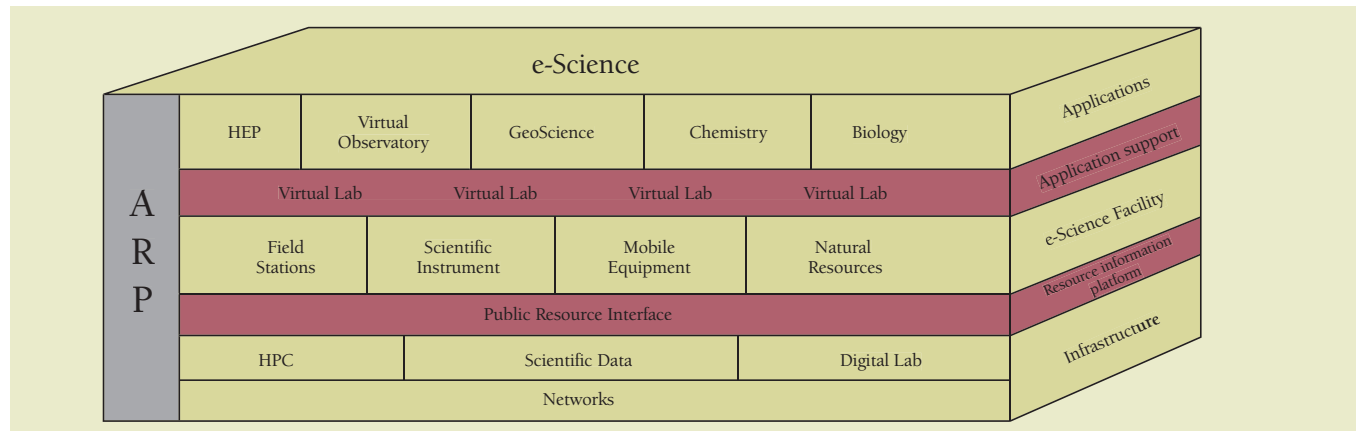 e-Science
A
R
P
HEP
Virtual
Observatory
GeoScience
Chemistry
Biology
Applications
Virtual Lab Virtual Lab Virtual Lab Virtual Lab
Application support
Field
Stations
Scientific
Instrument
Mobile
Equipment
Natural
Resources
e-Science Facility
Public Resource Interface
Resource information
platform
HPC
Scientific Data
Digital Lab
Networks
Infrastructure